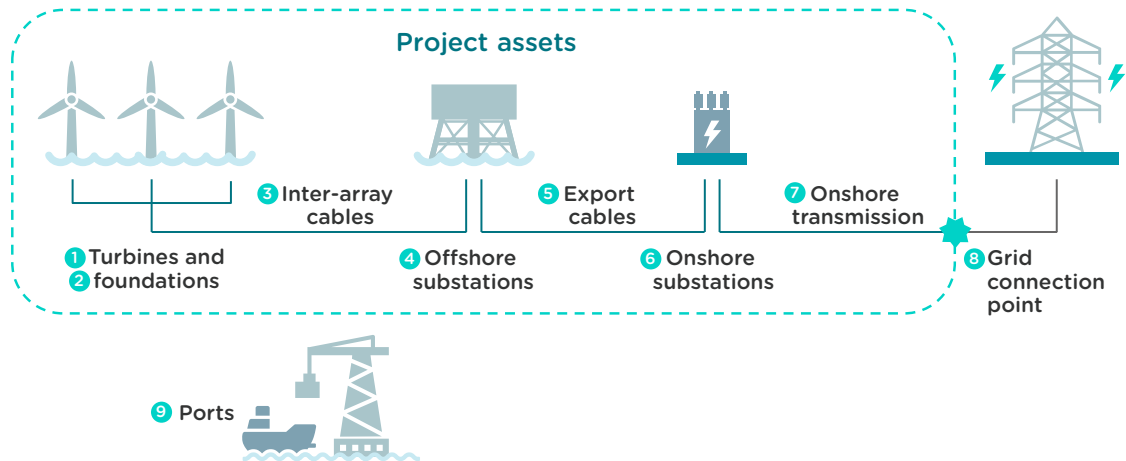 Project assets
3 Inter-array
cables
5 Export
cables
7 Onshore
transmission
1 Turbines and
2 foundations
4 Offshore
substations
6 Onshore
substations
8 Grid
connection
point
9 Ports